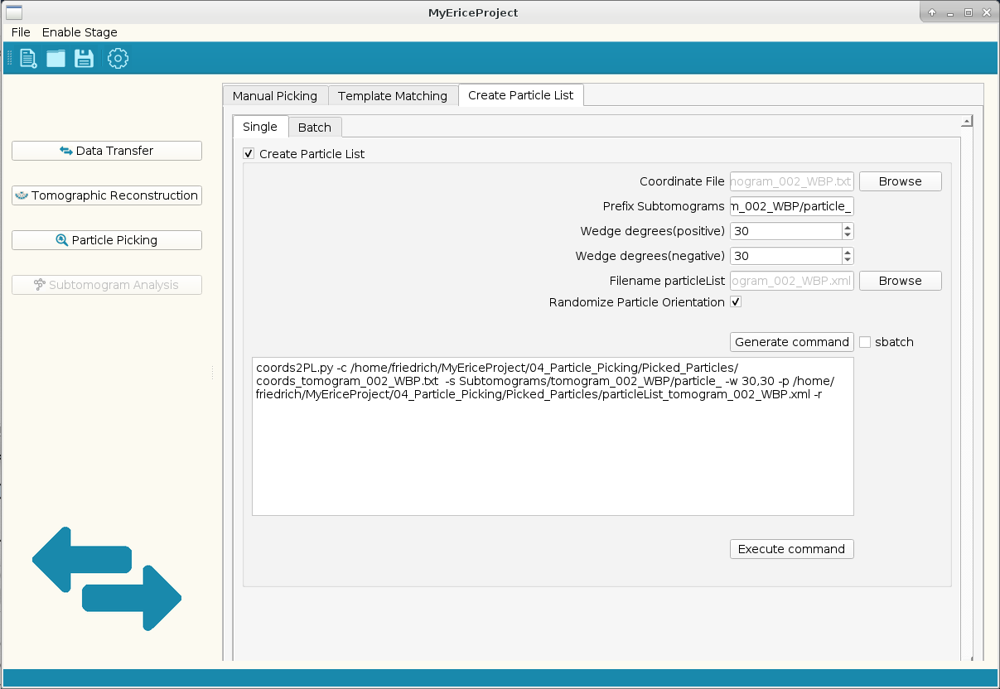 MyEriceProject
File Enable Stage
Manual Picking Template Matching Create Particle List
Single Batch
Create Particle List
Data Transfer
Coordinate File nogram_002_WBP.txt Browse
Tomographic Reconstruction
Prefix Subtomograms m_002_WBP/particle_
Wedge degrees(positive) 30
Particle Picking
Wedge degrees(negative) 30
Filename particleList ogram_002_WBP.xml Browse
Subtomogram Analysis
Randomize Particle Orientation
Generate command sbatch
coords2PL.py -c /home/friedrich/MyEriceProject/04_Particle_Picking/Picked_Particles/
coords_tomogram_002_WBP.txt  -s Subtomograms/tomogram_002_WBP/particle_ -w 30,30 -p /home/
friedrich/MyEriceProject/04_Particle_Picking/Picked_Particles/particleList_tomogram_002_WBP.xml -r
Execute command